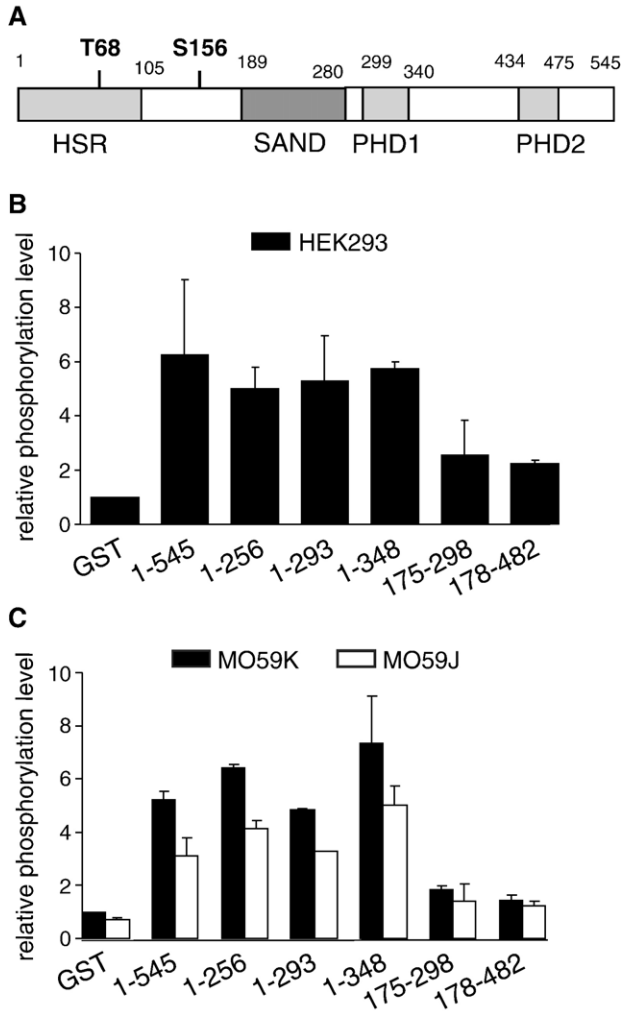 A
T68 S156
1 105 189 280 299 340 434 475 545
HSR SAND PHD1 PHD2
B
HEK293
relative phosphorylation level
10
8
6
4
2
0
GST 1-545 1-256 1-293 1-348 175-298 178-482
C
MO59K MO59J
relative phosphorylation level
10
8
6
4
2
0
GST 1-545 1-256 1-293 1-348 175-298 178-482